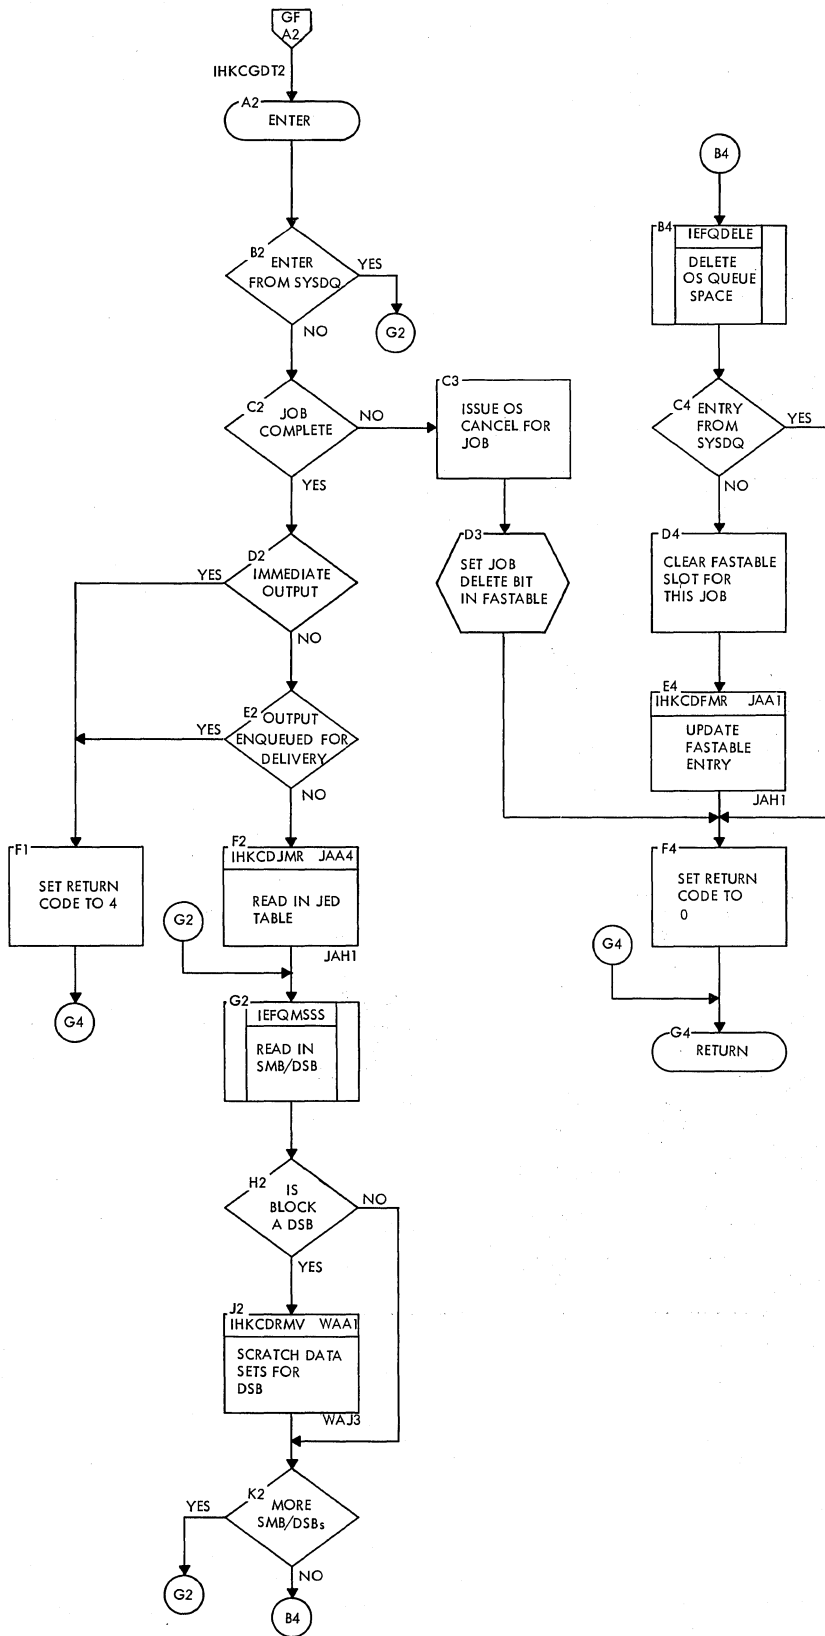 GF
A2
IHKCGDT2
A2
ENTER
B2
ENTER
FROM SYSDQ
YES
G2
NO
C2
JOB
COMPLETE
NO
YES
C3
ISSUE OS
CANCEL FOR
JOB
D3
SET JOB
DELETE BIT
IN FASTABLE
D2
IMMEDIATE
OUTPUT
YES
NO
E2
OUTPUT
ENQUEUED FOR
DELIVERY
YES
NO
F1
SET RETURN
CODE TO 4
G4
F2
IHKCDJMR JAA4
READ IN JED
TABLE
JAH1
G2
G2
IEFQMSSS
READ IN
SMB/DSB
H2
IS
BLOCK
A DSB
NO
YES
J2
IHKCDRMV WAA1
SCRATCH DATA
SETS FOR
DSB
WAJ3
K2
MORE
SMB/DSBs
YES
G2
NO
B4
B4
B4
IEFQDELE
DELETE
OS QUEUE
SPACE
C4
ENTRY
FROM
SYSDQ
YES
NO
D4
CLEAR FASTABLE
SLOT FOR
THIS JOB
E4
IHKCDFMR JAA1
UPDATE
FASTABLE
ENTRY
JAH1
F4
SET RETURN
CODE TO
0
G4
G4
RETURN